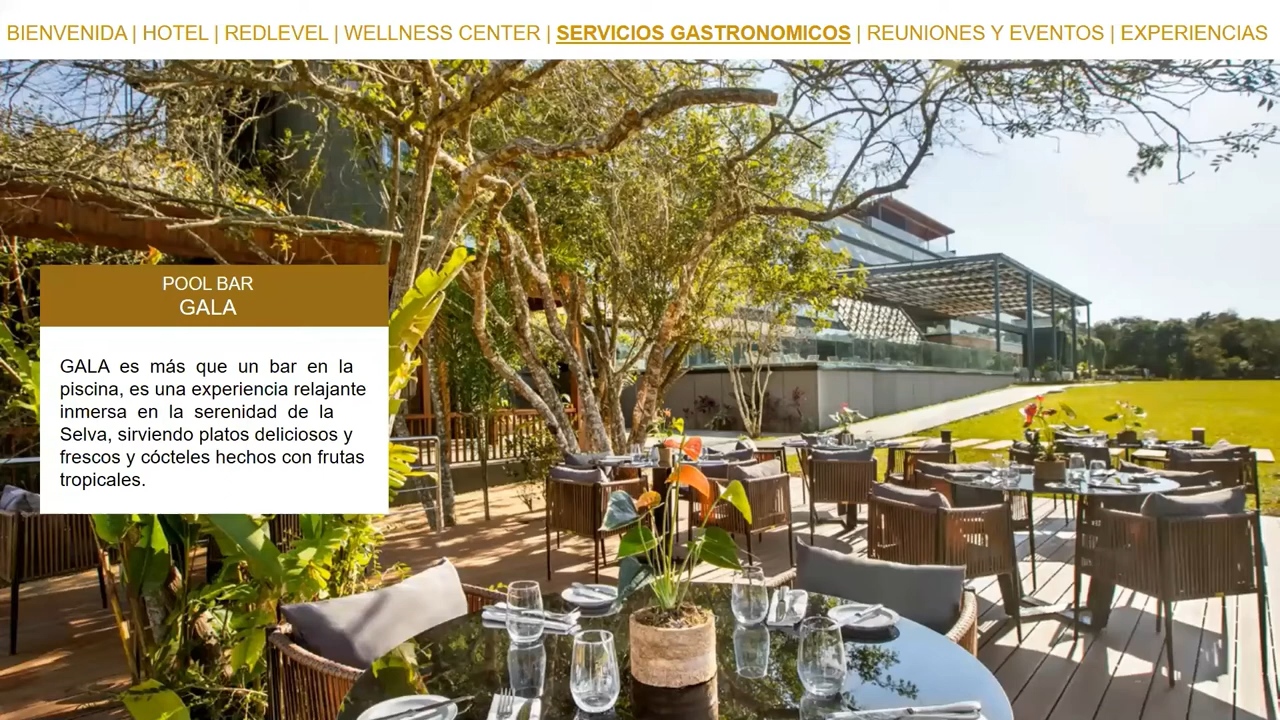 BIENVENIDA | HOTEL | REDLEVEL | WELLNESS CENTER | SERVICIOS GASTRONOMICOS | REUNIONES Y EVENTOS | EXPERIENCIAS
POOL BAR
GALA
GALA es más que un bar en la
piscina, es una experiencia relajante
inmersa en la serenidad de la
Selva, sirviendo platos deliciosos y
frescos y cócteles hechos con frutas
tropicales.